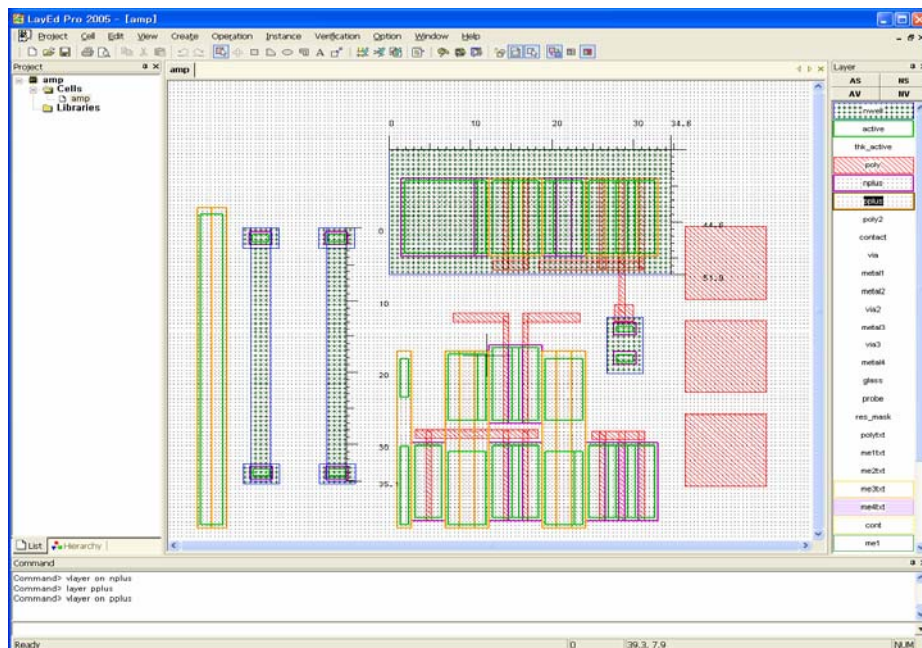 LayEd Pro 2005 - [amp]
Project Cell Edit View Create Operation Instance Verification Option Window Help
Project
amp
Cells
amp
Libraries
List Hierarchy
amp
0 10 20 30 34.8
0
44.8
51.9
10
20
30
35.1
Layer
AS NS
AV NV
nwell
active
thk_active
poly
nplus
pplus
poly2
contact
via
metal1
metal2
via2
metal3
via3
metal4
glass
probe
res_mask
polytxt
me1txt
me2txt
me3txt
me4txt
cont
me1
Command
Command> vlayer on nplus
Command> layer pplus
Command> vlayer on pplus
Ready 0 39.3, 7.9 NUM